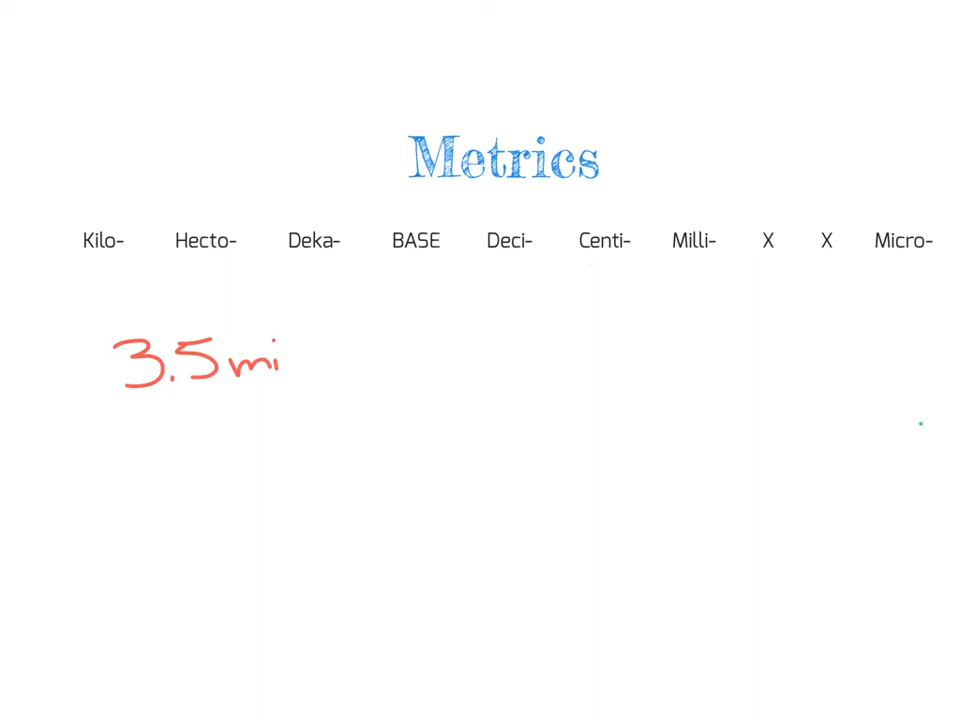 Metrics
Kilo- Hecto- Deka- BASE Deci- Centi- Milli- X X Micro-
3.5 mi